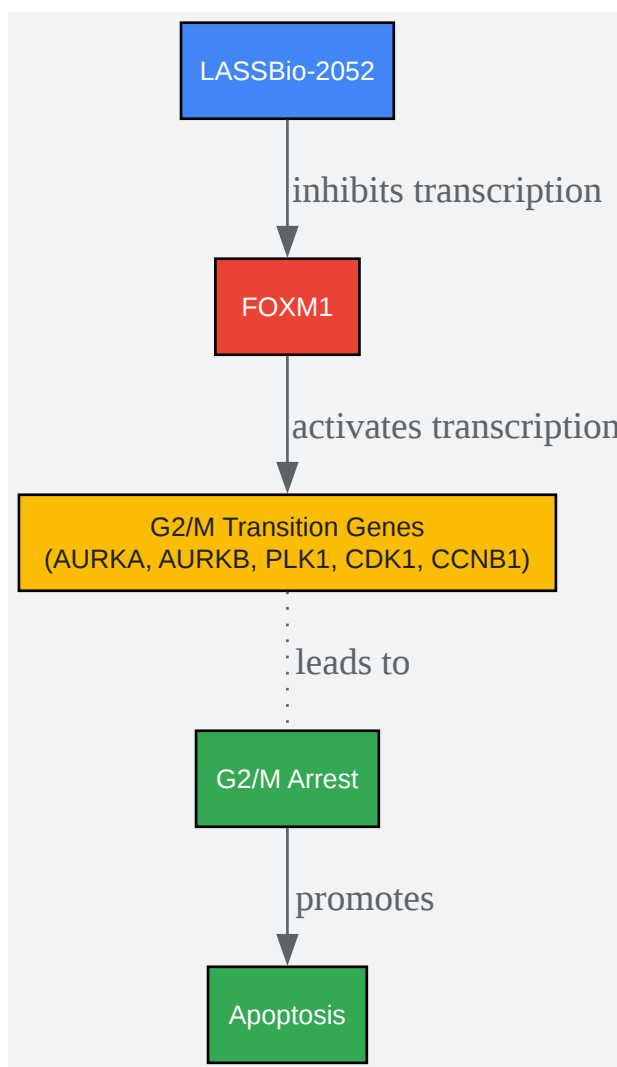 LASSBio-2052
inhibits transcription
FOXM1
activates transcription
G2/M Transition Genes
(AURKA, AURKB, PLK1, CDK1, CCNB1)
leads to
G2/M Arrest
promotes
Apoptosis